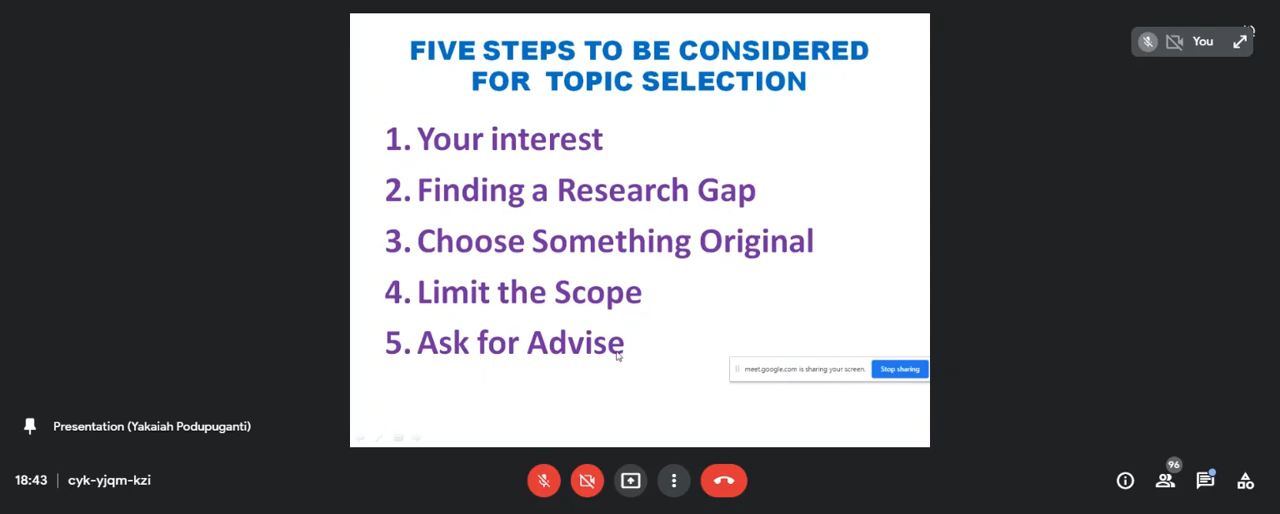 FIVE STEPS TO BE CONSIDERED
FOR TOPIC SELECTION
You
1. Your interest
2. Finding a Research Gap
3. Choose Something Original
4. Limit the Scope
5. Ask for Advise
meet.google.com is sharing your screen.
Stop sharing
Presentation (Yakaiah Podupuganti)
18:43 | cyk-yjqm-kzi
96